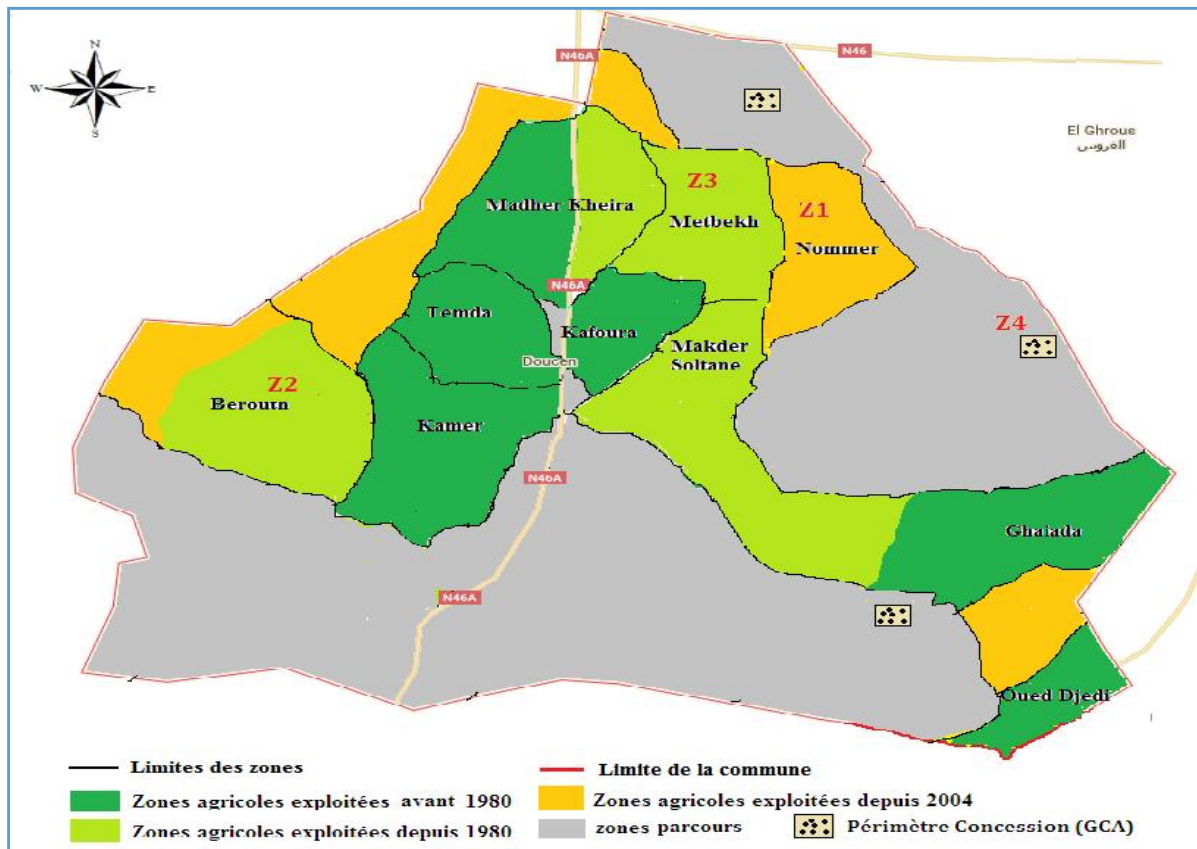 N
W
E
S
N46A
N46
El Ghrous
الغروس
Z3
Z1
Madher Kheira
Metbekh
Nommer
N46A
Temda
Kafoura
Z4
Doucen
Makder
Soltane
Z2
Beroutn
Kamer
N46A
Ghaiada
N46A
Oued Djedi
Limites des zones
Limite de la commune
Zones agricoles exploitées avant 1980
Zones agricoles exploitées depuis 2004
Zones agricoles exploitées depuis 1980
zones parcours
Périmètre Concession (GCA)